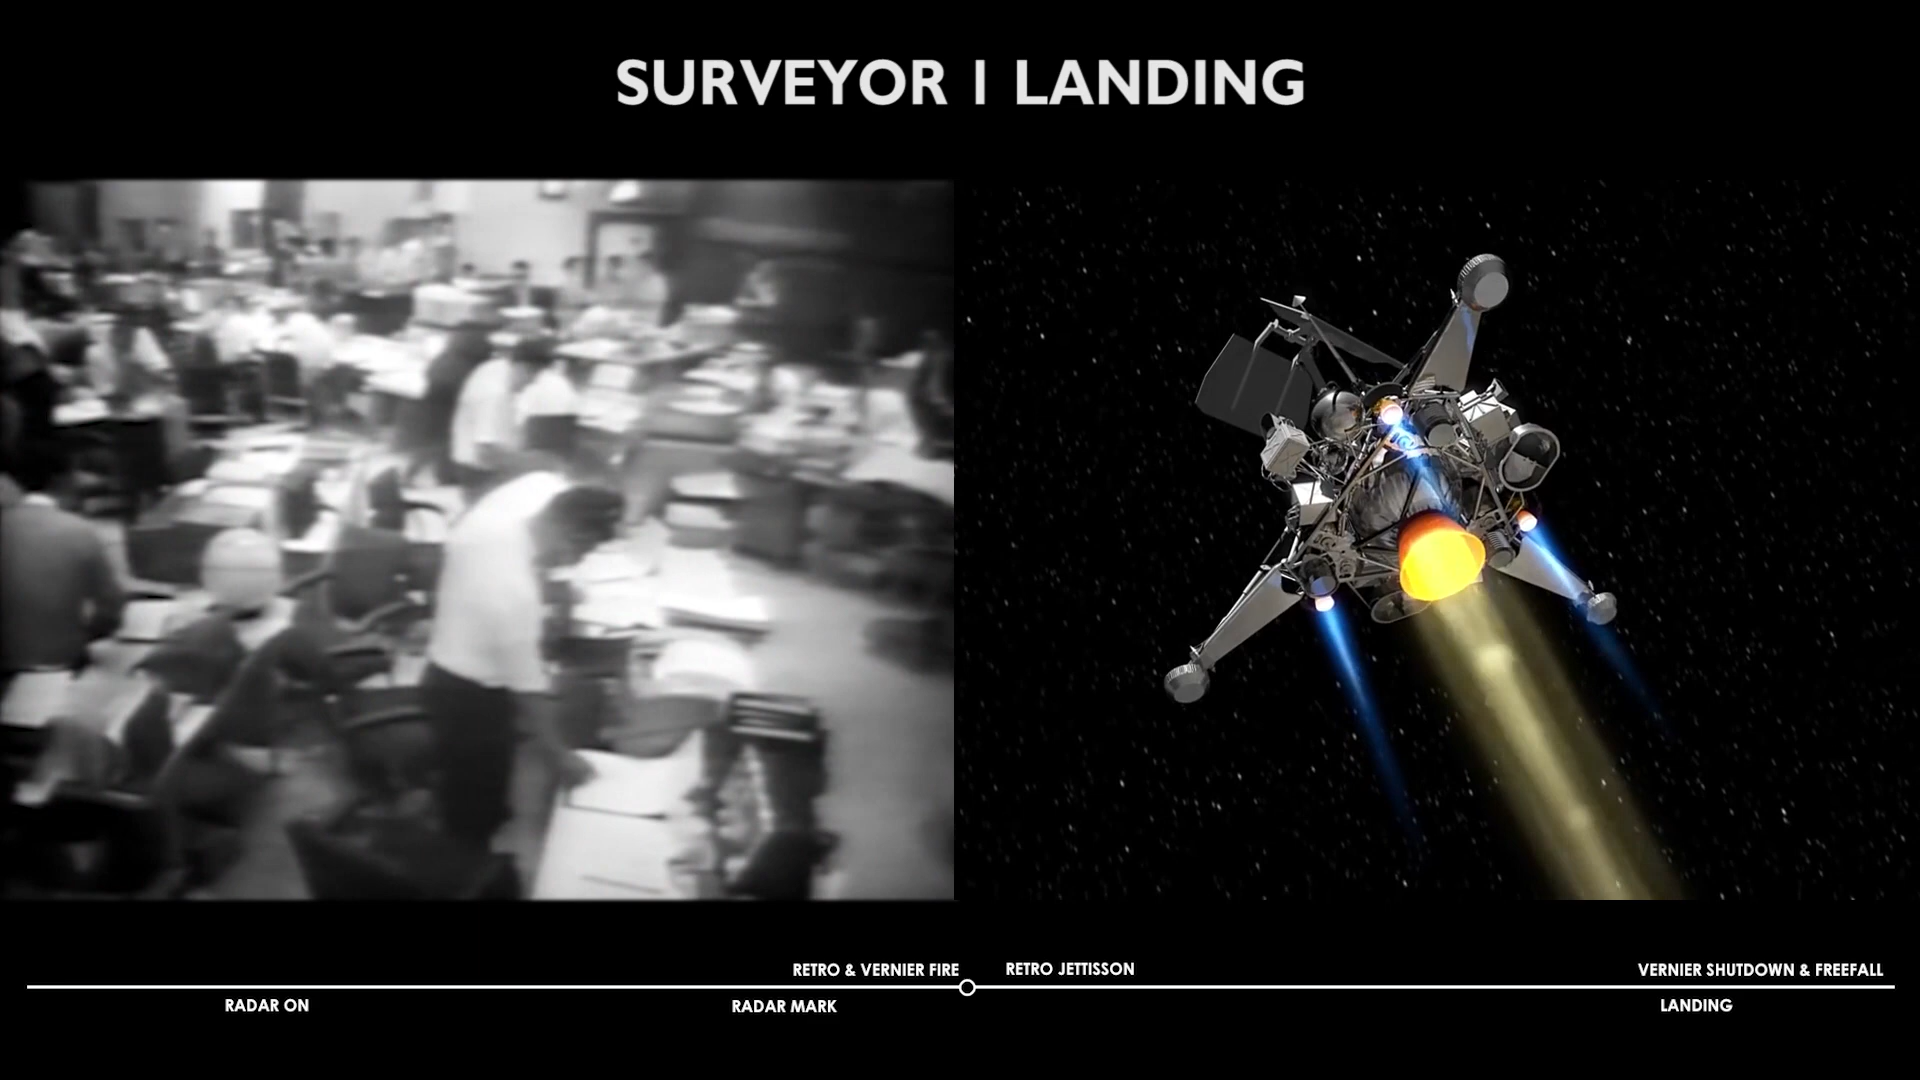 SURVEYOR I LANDING
RETRO & VERNIER FIRE
RETRO JETTISSON
VERNIER SHUTDOWN & FREEFALL
RADAR ON
RADAR MARK
LANDING